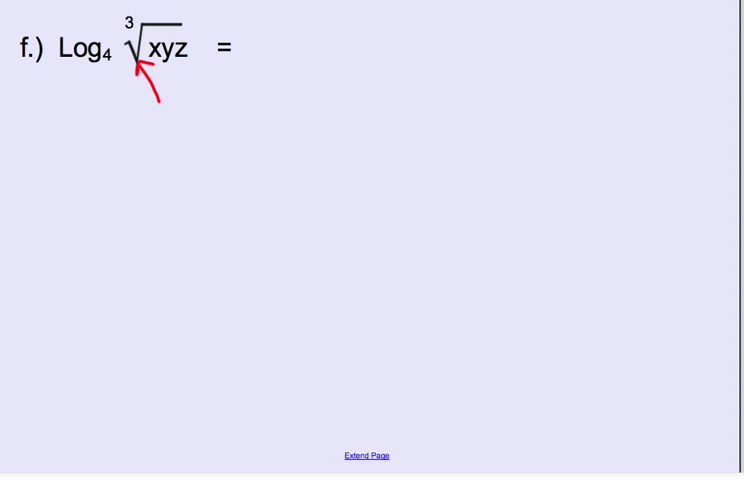 f.) Log₄ ∛xyz =
Extend Page